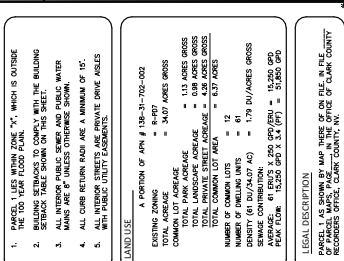 1. PARCEL 1 LIES WITHIN ZONE "X", WHICH IS OUTSIDE
THE 100 YEAR FLOOD PLAIN.
2. BUILDING SETBACKS TO COMPLY WITH THE BUILDING
SETBACK TABLE SHOWN ON THIS SHEET.
3. ALL INTERIOR PUBLIC SEWER AND PUBLIC WATER
MAINS ARE 8" UNLESS OTHERWISE SHOWN.
4. ALL CURB RETURN RADII ARE A MINIMUM OF 15'.
5. ALL INTERIOR STREETS ARE PRIVATE DRIVE AISLES
WITH PUBLIC UTILITY EASEMENTS.
LAND USE
A PORTION OF APN # 138-31-702-002
EXISTING ZONING = R-PD7
TOTAL ACREAGE = 34.07 ACRES GROSS
COMMON LOT ACREAGE
TOTAL PARK ACREAGE = 1.13 ACRES GROSS
TOTAL LANDSCAPE ACREAGE = 0.98 ACRES GROSS
TOTAL PRIVATE STREET ACREAGE = 4.26 ACRES GROSS
TOTAL COMMON LOT AREA = 6.37 ACRES
NUMBER OF COMMON LOTS = 12
NUMBER OF DWELLING UNITS = 61
DENSITY (61 DU/34.07 AC) = 1.79 DU/ACRES GROSS
SEWAGE CONTRIBUTION:
AVERAGE: 61 ERU'S X 250 GPD/ERU = 15,250 GPD
PEAK FLOW: 15,250 GPD X 3.4 (PF) = 51,850 GPD
LEGAL DESCRIPTION
PARCEL 1 AS SHOWN BY MAP THERE OF ON FILE, IN FILE
OF PARCEL MAPS, PAGE____, IN THE OFFICE OF CLARK COUNTY
RECORDERS OFFICE, CLARK COUNTY, NV.